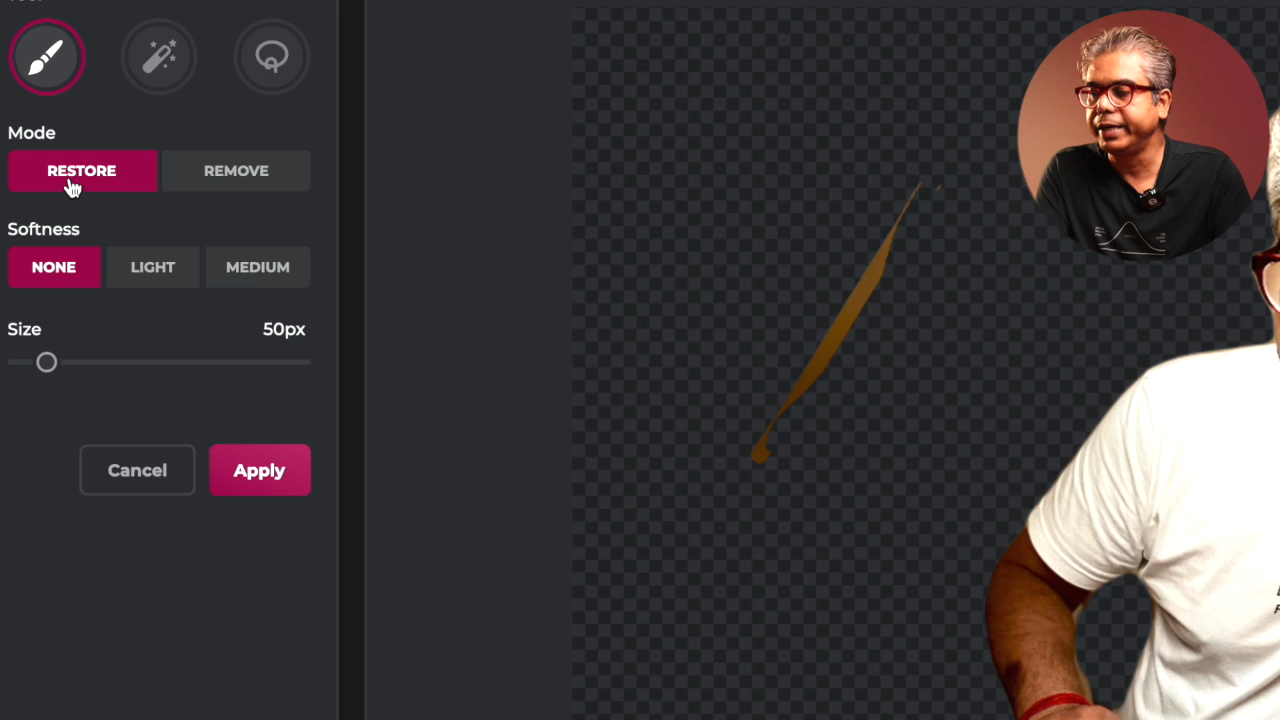 Mode
RESTORE
REMOVE
Softness
NONE
LIGHT
MEDIUM
Size
50px
Cancel
Apply